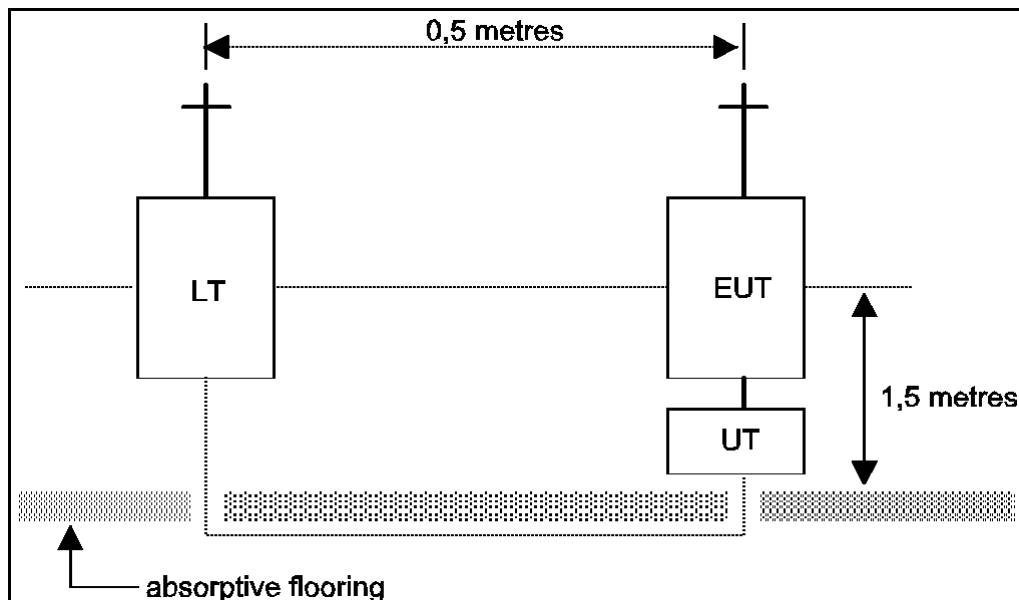 0,5 metres
LT
EUT
1,5 metres
UT
absorptive flooring